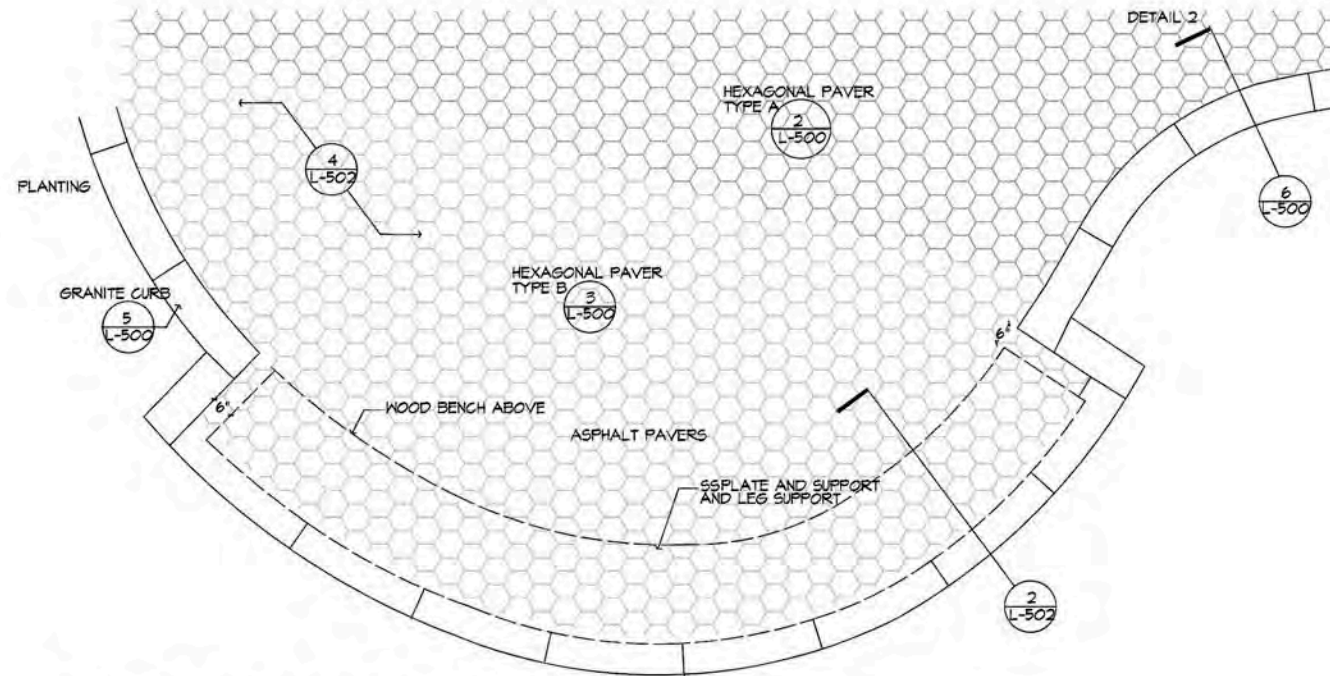 DETAIL 2
HEXAGONAL PAVER
TYPE A
2
L-500
4
L-502
PLANTING
6
L-500
HEXAGONAL PAVER
TYPE B
3
L-500
GRANITE CURB
5
L-500
6"
6"
WOOD BENCH ABOVE
ASPHALT PAVERS
SSPLATE AND SUPPORT
AND LEG SUPPORT
2
L-502